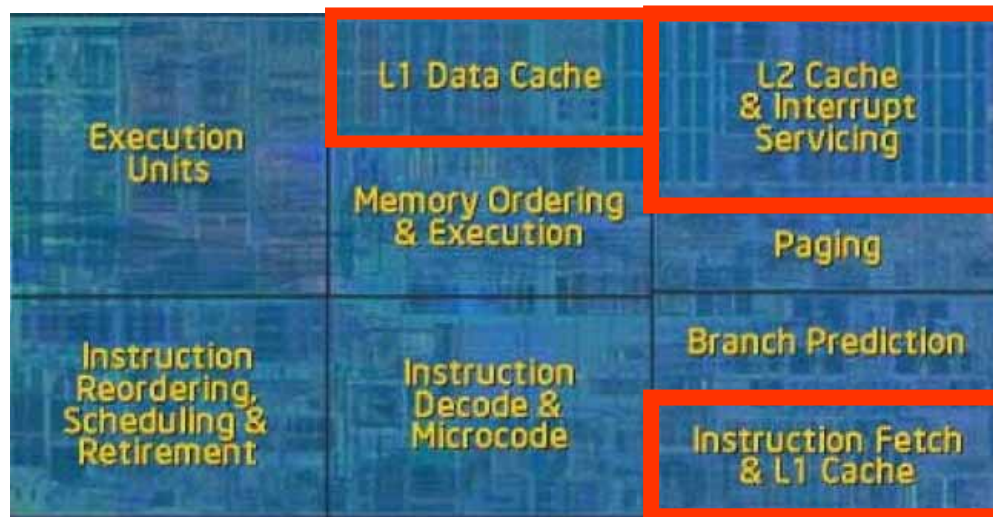 Execution
Units
L1 Data Cache
L2 Cache
& Interrupt
Servicing
Memory Ordering
& Execution
Paging
Instruction
Reordering,
Scheduling &
Retirement
Instruction
Decode &
Microcode
Branch Prediction
Instruction Fetch
& L1 Cache